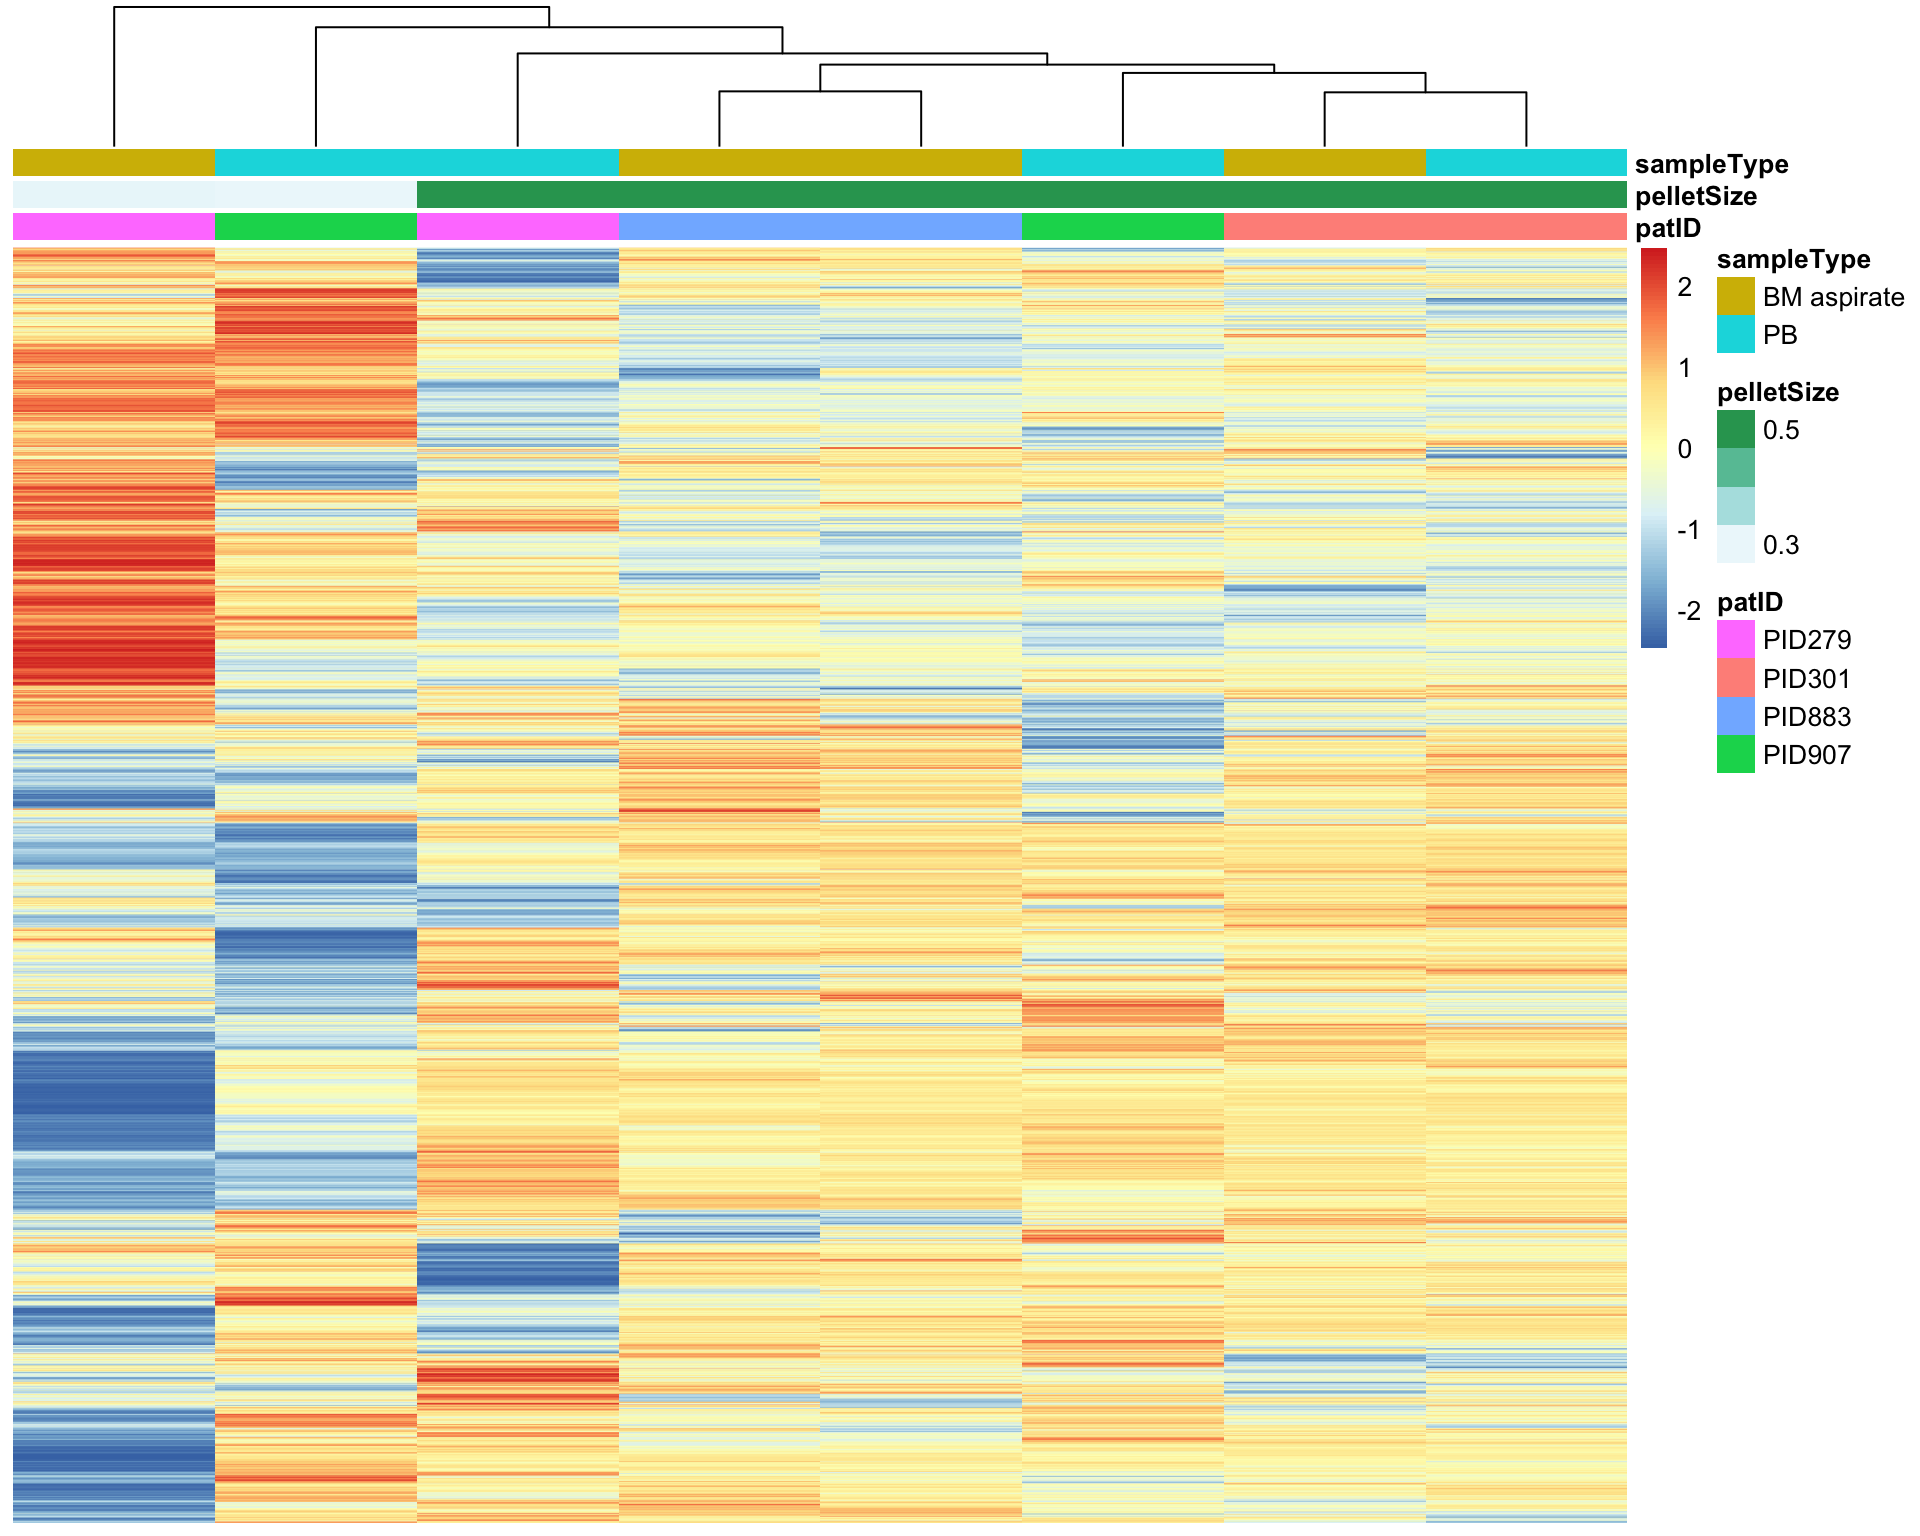 sampleType
pelletSize
patID
2
1
0
-1
-2
sampleType
BM aspirate
PB
pelletSize
0.5
0.3
patID
PID279
PID301
PID883
PID907